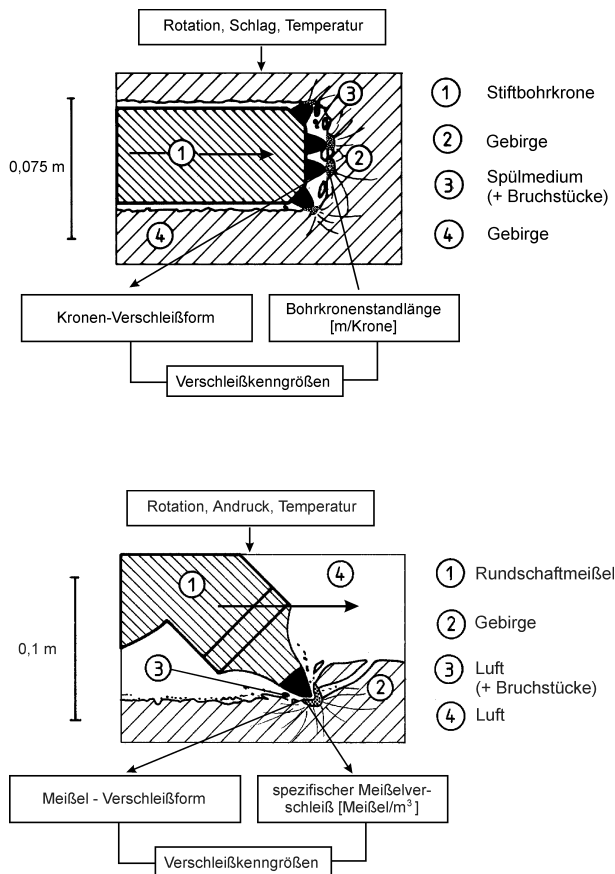 Rotation, Schlag, Temperatur
0,075 m
1
3
2
4
1 Stiftbohrkrone
2 Gebirge
3 Spülmedium
(+ Bruchstücke)
4 Gebirge
Kronen-Verschleißform
Bohrkronenstandlänge
[m/Krone]
Verschleißkenngrößen
Rotation, Andruck, Temperatur
0,1 m
1
4
3
2
1 Rundschaftmeißel
2 Gebirge
3 Luft
(+ Bruchstücke)
4 Luft
Meißel - Verschleißform
spezifischer Meißelver-
schleiß [Meißel/m³]
Verschleißkenngrößen